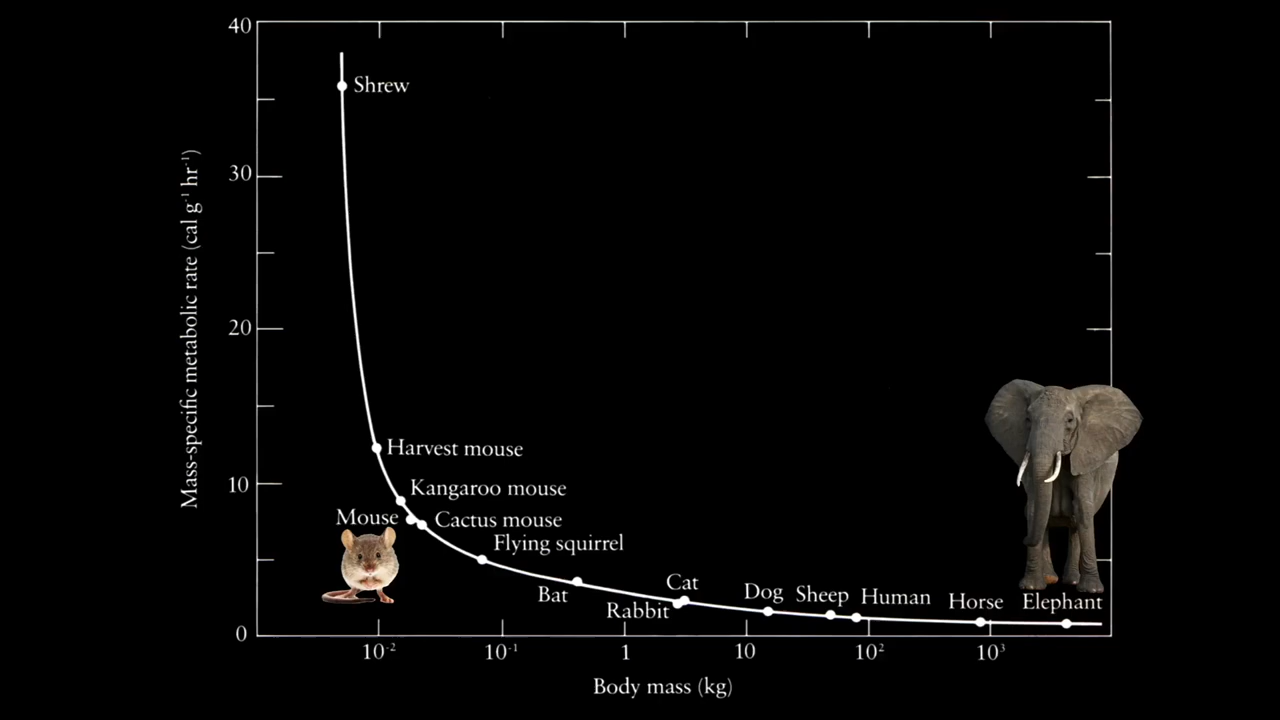 40
Shrew
30
Mass-specific metabolic rate (cal g⁻¹ hr⁻¹)
20
Harvest mouse
10
Kangaroo mouse
Mouse
Cactus mouse
Flying squirrel
Bat
Cat
Rabbit
Dog
Sheep
Human
Horse
Elephant
0
10⁻²
10⁻¹
1
10
10²
10³
Body mass (kg)